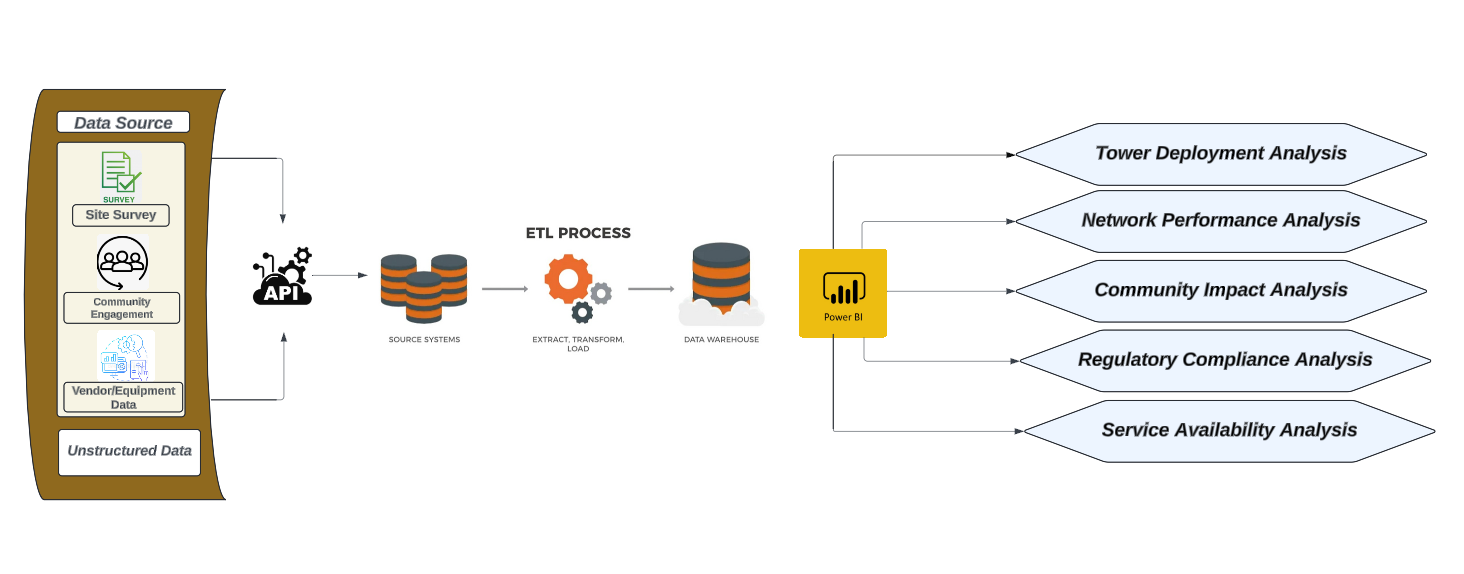 Data Source
SURVEY
Site Survey
Community
Engagement
Vendor/Equipment
Data
Unstructured Data
API
SOURCE SYSTEMS
ETL PROCESS
EXTRACT, TRANSFORM,
LOAD
DATA WAREHOUSE
Power BI
Tower Deployment Analysis
Network Performance Analysis
Community Impact Analysis
Regulatory Compliance Analysis
Service Availability Analysis